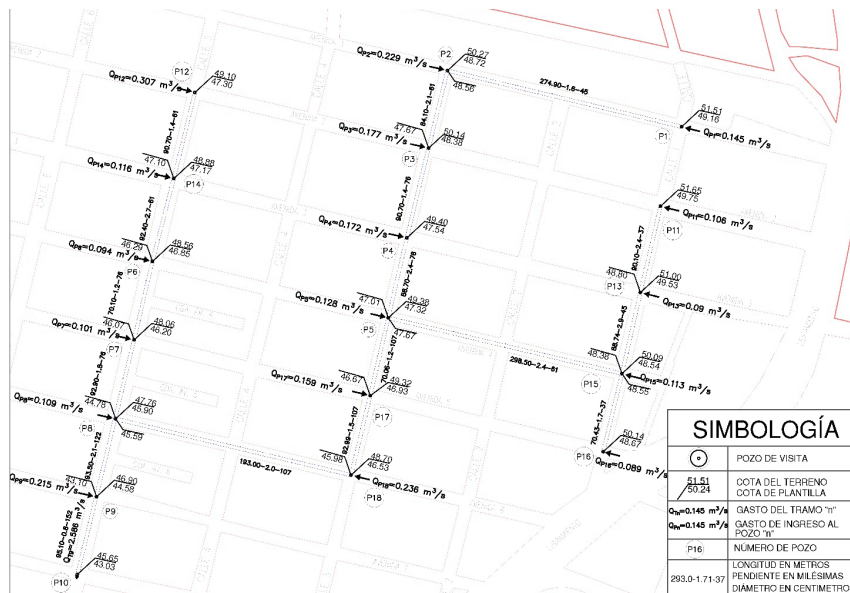 P2
Qp2=0.229 m³/s
50.27
48.72
48.56
274.90-1.6-45
P12
Qp12=0.307 m³/s
49.10
47.30
84.10-2.1-61
51.51
49.16
P1
Qp1=0.145 m³/s
47.67
Qp3=0.177 m³/s
50.14
48.38
P3
90.70-1.4-61
47.10
48.88
47.17
Qp14=0.116 m³/s
P14
90.70-1.4-76
51.65
49.75
Qp11=0.106 m³/s
P11
Qp4=0.172 m³/s
49.40
47.54
P4
92.40-2.7-61
46.29
48.56
46.85
Qp6=0.094 m³/s
P6
88.70-2.4-76
90.10-2.4-37
48.80
51.00
49.53
P13
Qp13=0.09 m³/s
70.10-1.2-76
47.01
49.38
47.32
Qp5=0.128 m³/s
P5
47.67
46.07
48.06
46.20
Qp7=0.101 m³/s
P7
88.74-2.9-45
298.50-2.4-61
48.38
50.09
48.54
P15
Qp15=0.113 m³/s
48.55
70.06-1.2-107
46.67
49.32
46.93
Qp17=0.159 m³/s
P17
92.90-1.8-76
44.78
47.76
45.90
Qp8=0.109 m³/s
P8
45.59
70.43-1.7-37
50.14
48.67
P16
Qp16=0.089 m³/s
92.99-1.5-107
193.00-2.0-107
45.98
48.70
46.53
Qp18=0.236 m³/s
P18
93.50-2.1-122
43.10
46.90
44.58
Qp9=0.215 m³/s
P9
95.10-0.8-152
QT9=2.586 m³/s
45.65
43.03
P10
SIMBOLOGÍA
POZO DE VISITA
51.51
50.24
COTA DEL TERRENO
COTA DE PLANTILLA
QTn=0.145 m³/s
GASTO DEL TRAMO "n"
QPn=0.145 m³/s
GASTO DE INGRESO AL
POZO "n"
P16
NÚMERO DE POZO
293.0-1.71-37
LONGITUD EN METROS
PENDIENTE EN MILÉSIMAS
DIÁMETRO EN CENTIMETRO